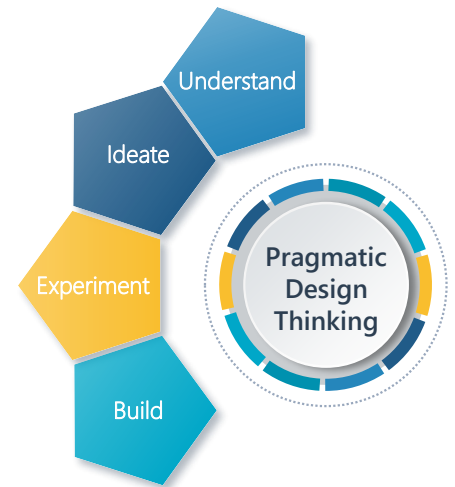 Understand
Ideate
Experiment
Build
Pragmatic
Design
Thinking